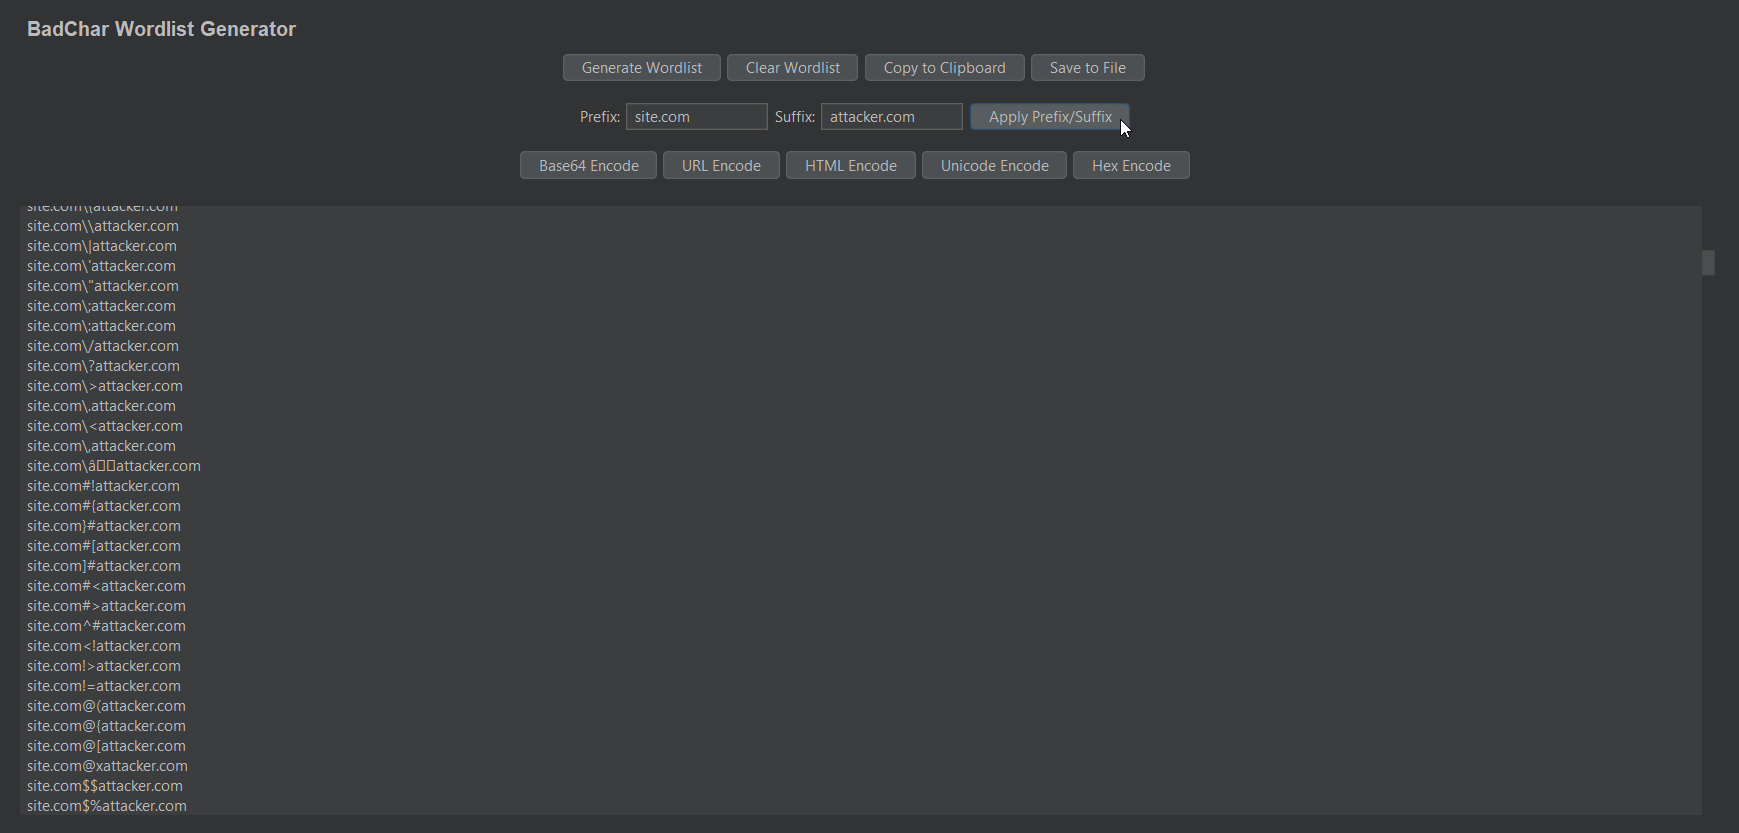 BadChar Wordlist Generator
Generate Wordlist Clear Wordlist Copy to Clipboard Save to File
Prefix: site.com Suffix: attacker.com Apply Prefix/Suffix
Base64 Encode URL Encode HTML Encode Unicode Encode Hex Encode
site.com\\attacker.com
site.com\|attacker.com
site.com\'attacker.com
site.com\"attacker.com
site.com\;attacker.com
site.com\:attacker.com
site.com\/attacker.com
site.com\?attacker.com
site.com\>attacker.com
site.com\.attacker.com
site.com\<attacker.com
site.com\,attacker.com
site.com\â□□attacker.com
site.com#!attacker.com
site.com#{attacker.com
site.com}#attacker.com
site.com#[attacker.com
site.com]#attacker.com
site.com#<attacker.com
site.com#>attacker.com
site.com^#attacker.com
site.com<!attacker.com
site.com!>attacker.com
site.com!=attacker.com
site.com@(attacker.com
site.com@{attacker.com
site.com@[attacker.com
site.com@xattacker.com
site.com$$attacker.com
site.com$%attacker.com